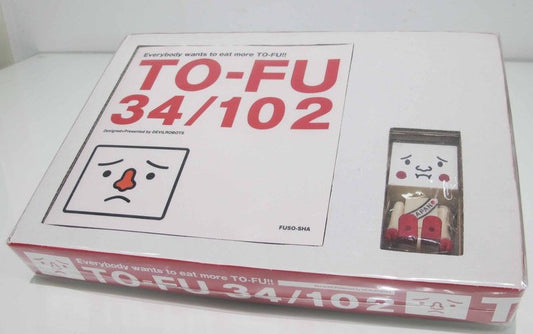 Everybody wants to eat more TO-FU!!
TO-FU
34/102
Designed+Presented by DEVILROBOTS
FUSO-SHA
JAPAN
Everybody wants to eat more TO-FU!!
TO-FU 34/102
T